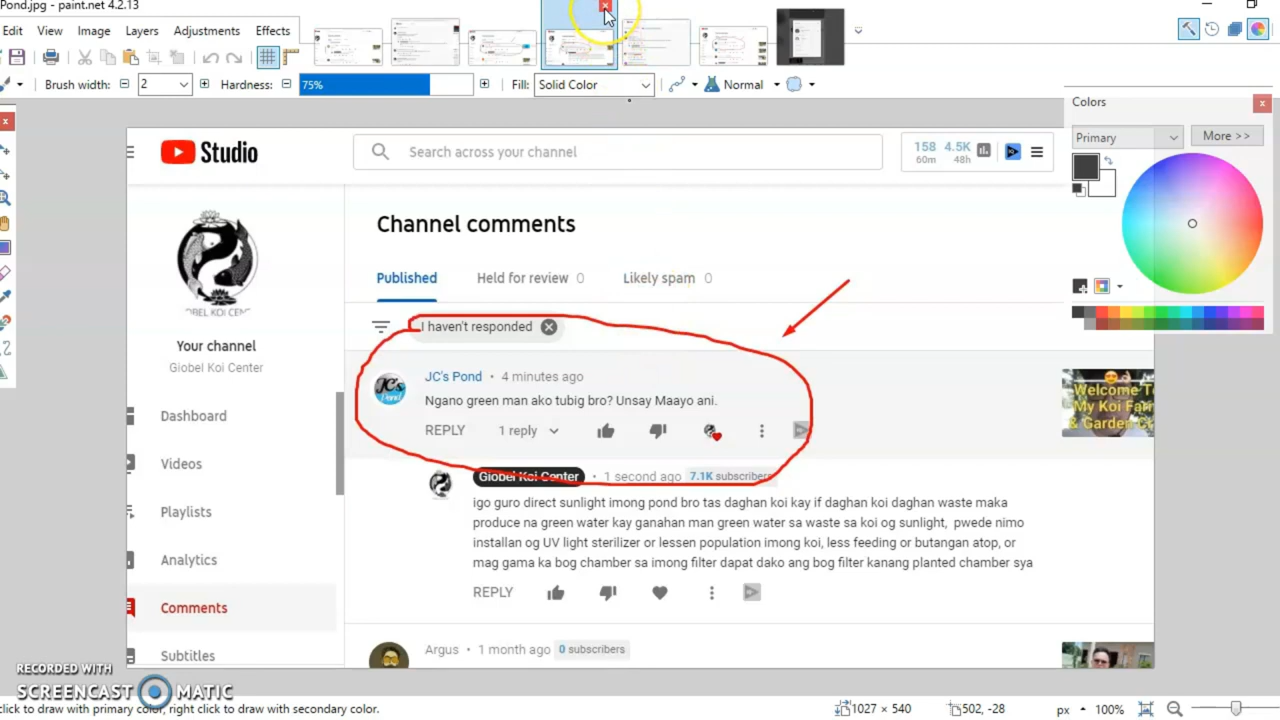 Pond.jpg - paint.net 4.2.13
Edit View Image Layers Adjustments Effects
Brush width: 2 Hardness: 75% Fill: Solid Color Normal
Colors
Primary More >>
Studio
Search across your channel
158 4.5K
60m 48h
Channel comments
Published Held for review 0 Likely spam 0
I haven't responded
Your channel
Giobel Koi Center
Dashboard
Videos
Playlists
Analytics
Comments
Subtitles
JC's Pond
JC's Pond • 4 minutes ago
Ngano green man ako tubig bro? Unsay Maayo ani.
REPLY 1 reply
Giobel Koi Center • 1 second ago 7.1K subscribers
igo guro direct sunlight imong pond bro tas daghan koi kay if daghan koi daghan waste maka
produce na green water kay ganahan man green water sa waste sa koi og sunlight, pwede nimo
installan og UV light sterilizer or lessen population imong koi, less feeding or butangan atop, or
mag gama ka bog chamber sa imong filter dapat dako ang bog filter kanang planted chamber sya
REPLY
Argus • 1 month ago 0 subscribers
Welcome T
My Koi Far
& Garden C
RECORDED WITH
SCREENCAST MATIC
click to draw with primary color, right click to draw with secondary color.
1027 × 540 502, -28 px 100%